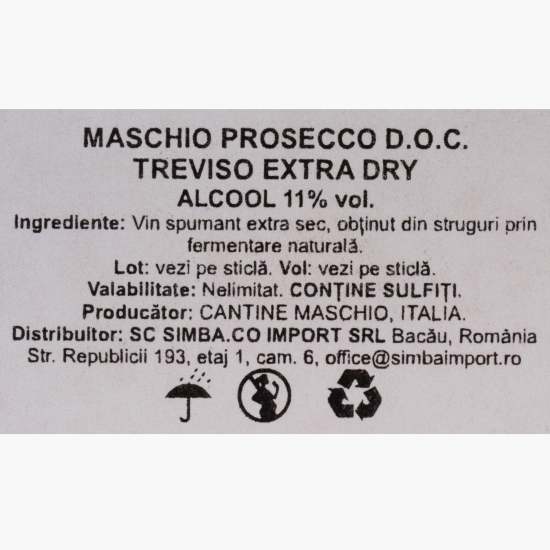 MASCHIO PROSECCO D.O.C.
TREVISO EXTRA DRY
ALCOOL 11% vol.
Ingrediente: Vin spumant extra sec, obținut din struguri prin
fermentare naturală.
Lot: vezi pe sticlă. Vol: vezi pe sticlă.
Valabilitate: Nelimitat. CONȚINE SULFIȚI.
Producător: CANTINE MASCHIO, ITALIA.
Distribuitor: SC SIMBA.CO IMPORT SRL Bacău, România
Str. Republicii 193, etaj 1, cam. 6, office@simbaimport.ro